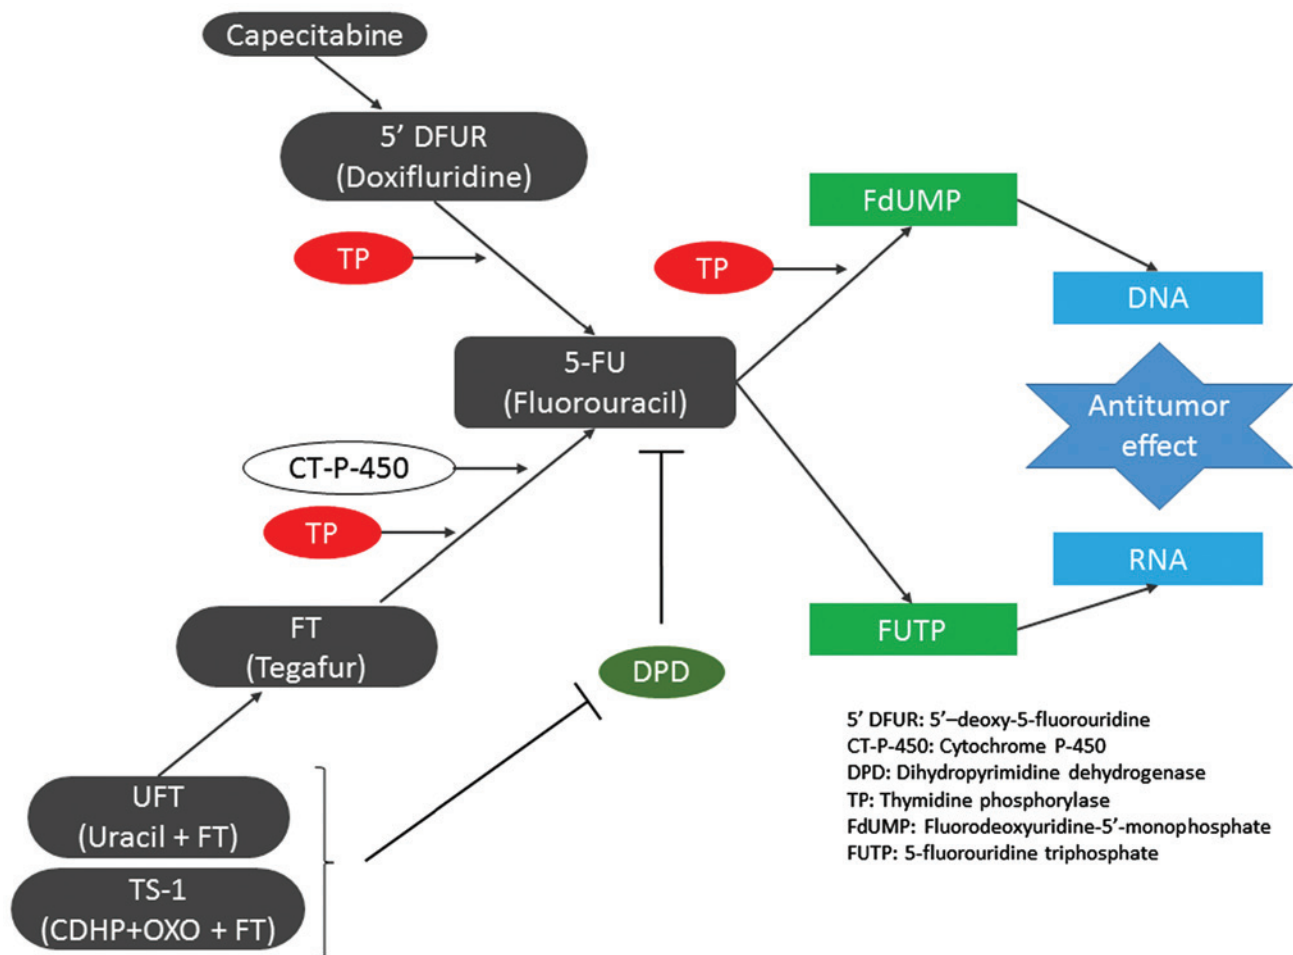 Capecitabine
5’ DFUR
(Doxifluridine)
TP
TP
FdUMP
DNA
5-FU
(Fluorouracil)
Antitumor
effect
CT-P-450
TP
RNA
FT
(Tegafur)
DPD
FUTP
UFT
(Uracil + FT)
TS-1
(CDHP+OXO + FT)
5’ DFUR: 5’–deoxy-5-fluorouridine
CT-P-450: Cytochrome P-450
DPD: Dihydropyrimidine dehydrogenase
TP: Thymidine phosphorylase
FdUMP: Fluorodeoxyuridine-5’-monophosphate
FUTP: 5-fluorouridine triphosphate